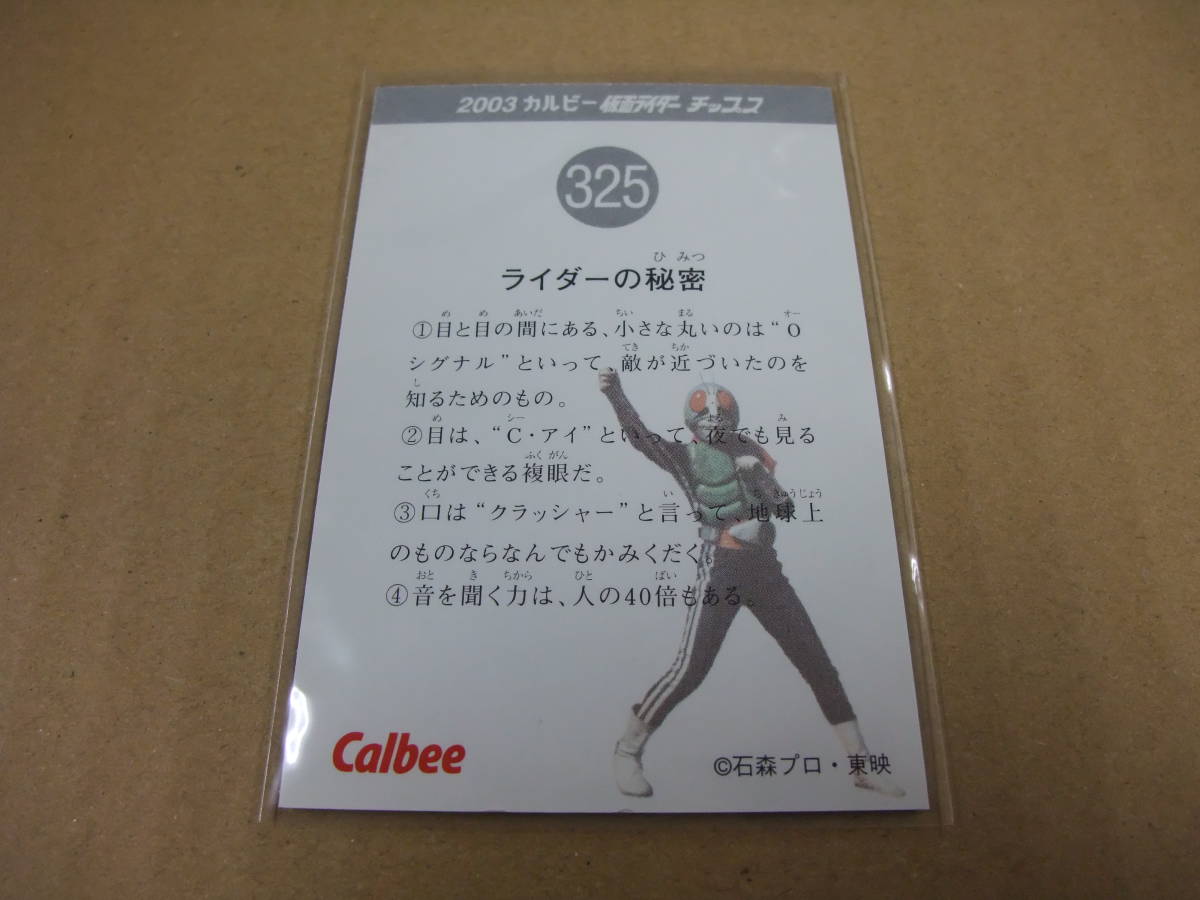 2003 カルビー 仮面ライダー チップス
325
ひ みつ
ライダーの秘密
め め あいだ ちい まる オー
①目と目の間にある、小さな丸いのは“O
てき ちか
シグナル”といって、敵が近づいたのを
し
知るためのもの。
め シー よる み
②目は、“C・アイ”といって、夜でも見る
ふく がん
ことができる複眼だ。
くち い ち きゅうじょう
③口は“クラッシャー”と言って、地球上
のものならなんでもかみくだく。
おと き ちから ひと ばい
④音を聞く力は、人の40倍もある。
Calbee
©石森プロ・東映